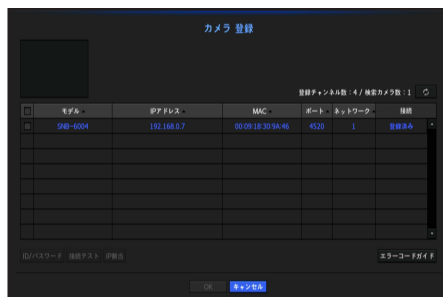 カメラ 登録
登録チャンネル数 : 4 / 検索カメラ数 : 1
モデル IPアドレス MAC ポート ネットワーク 接続
SNB-6004 192.168.0.7 00:09:18:30:9A:46 4520 1 登録済み
ID/パスワード 接続テスト IP割当 エラーコードガイド
OK キャンセル